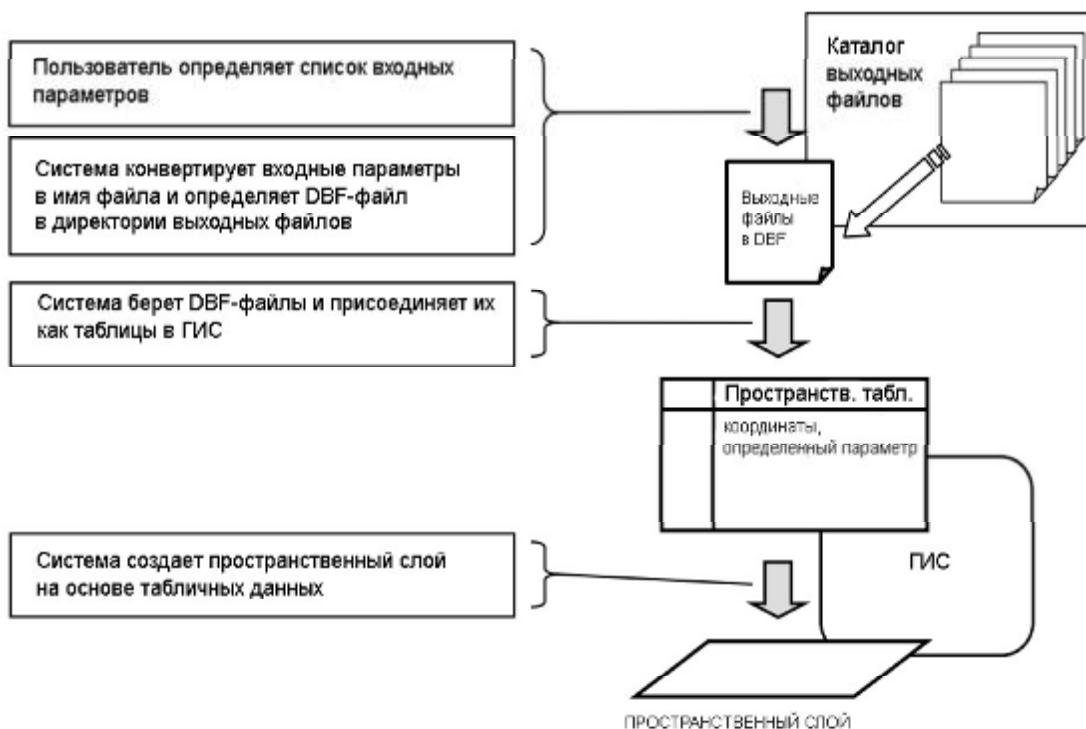 Пользователь определяет список входных
параметров
Система конвертирует входные параметры
в имя файла и определяет DBF-файл
в директории выходных файлов
Система берет DBF-файлы и присоединяет их
как таблицы в ГИС
Система создает пространственный слой
на основе табличных данных
Каталог
выходных
файлов
Выходные
файлы
в DBF
Пространств. табл.
координаты,
определенный параметр
ГИС
ПРОСТРАНСТВЕННЫЙ СЛОЙ